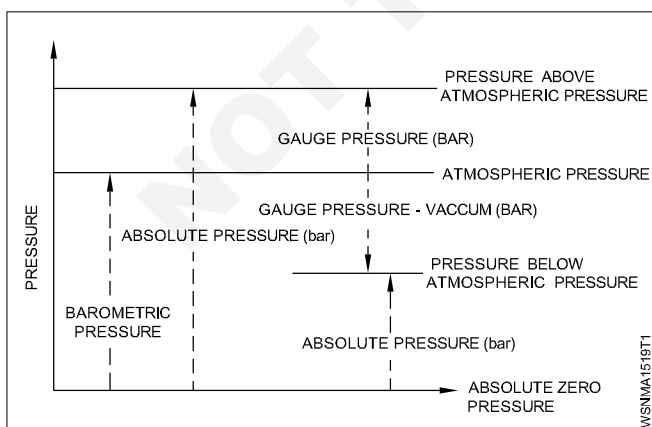 PRESSURE ABOVE
ATMOSPHERIC PRESSURE
GAUGE PRESSURE (BAR)
ATMOSPHERIC PRESSURE
GAUGE PRESSURE - VACCUM (BAR)
ABSOLUTE PRESSURE (bar)
PRESSURE
PRESSURE BELOW
ATMOSPHERIC PRESSURE
BAROMETRIC
PRESSURE
ABSOLUTE PRESSURE (bar)
ABSOLUTE ZERO
PRESSURE
WSNMA1519T1
NOT